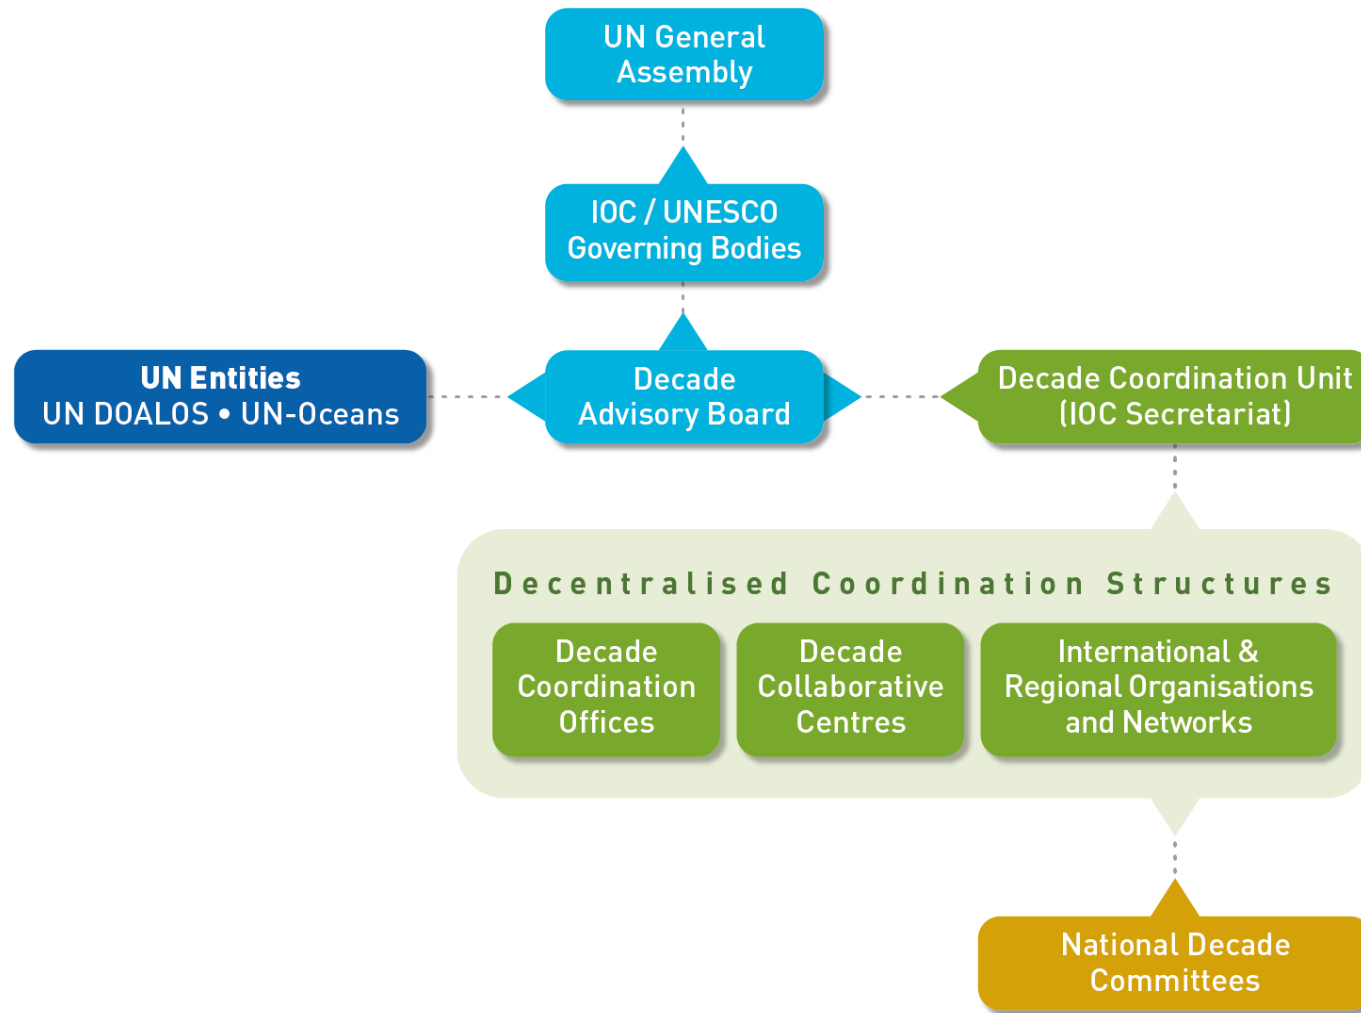 UN General
Assembly
IOC / UNESCO
Governing Bodies
UN Entities
UN DOALOS • UN-Oceans
Decade
Advisory Board
Decade Coordination Unit
(IOC Secretariat)
Decentralised Coordination Structures
Decade
Coordination
Offices
Decade
Collaborative
Centres
International &
Regional Organisations
and Networks
National Decade
Committees